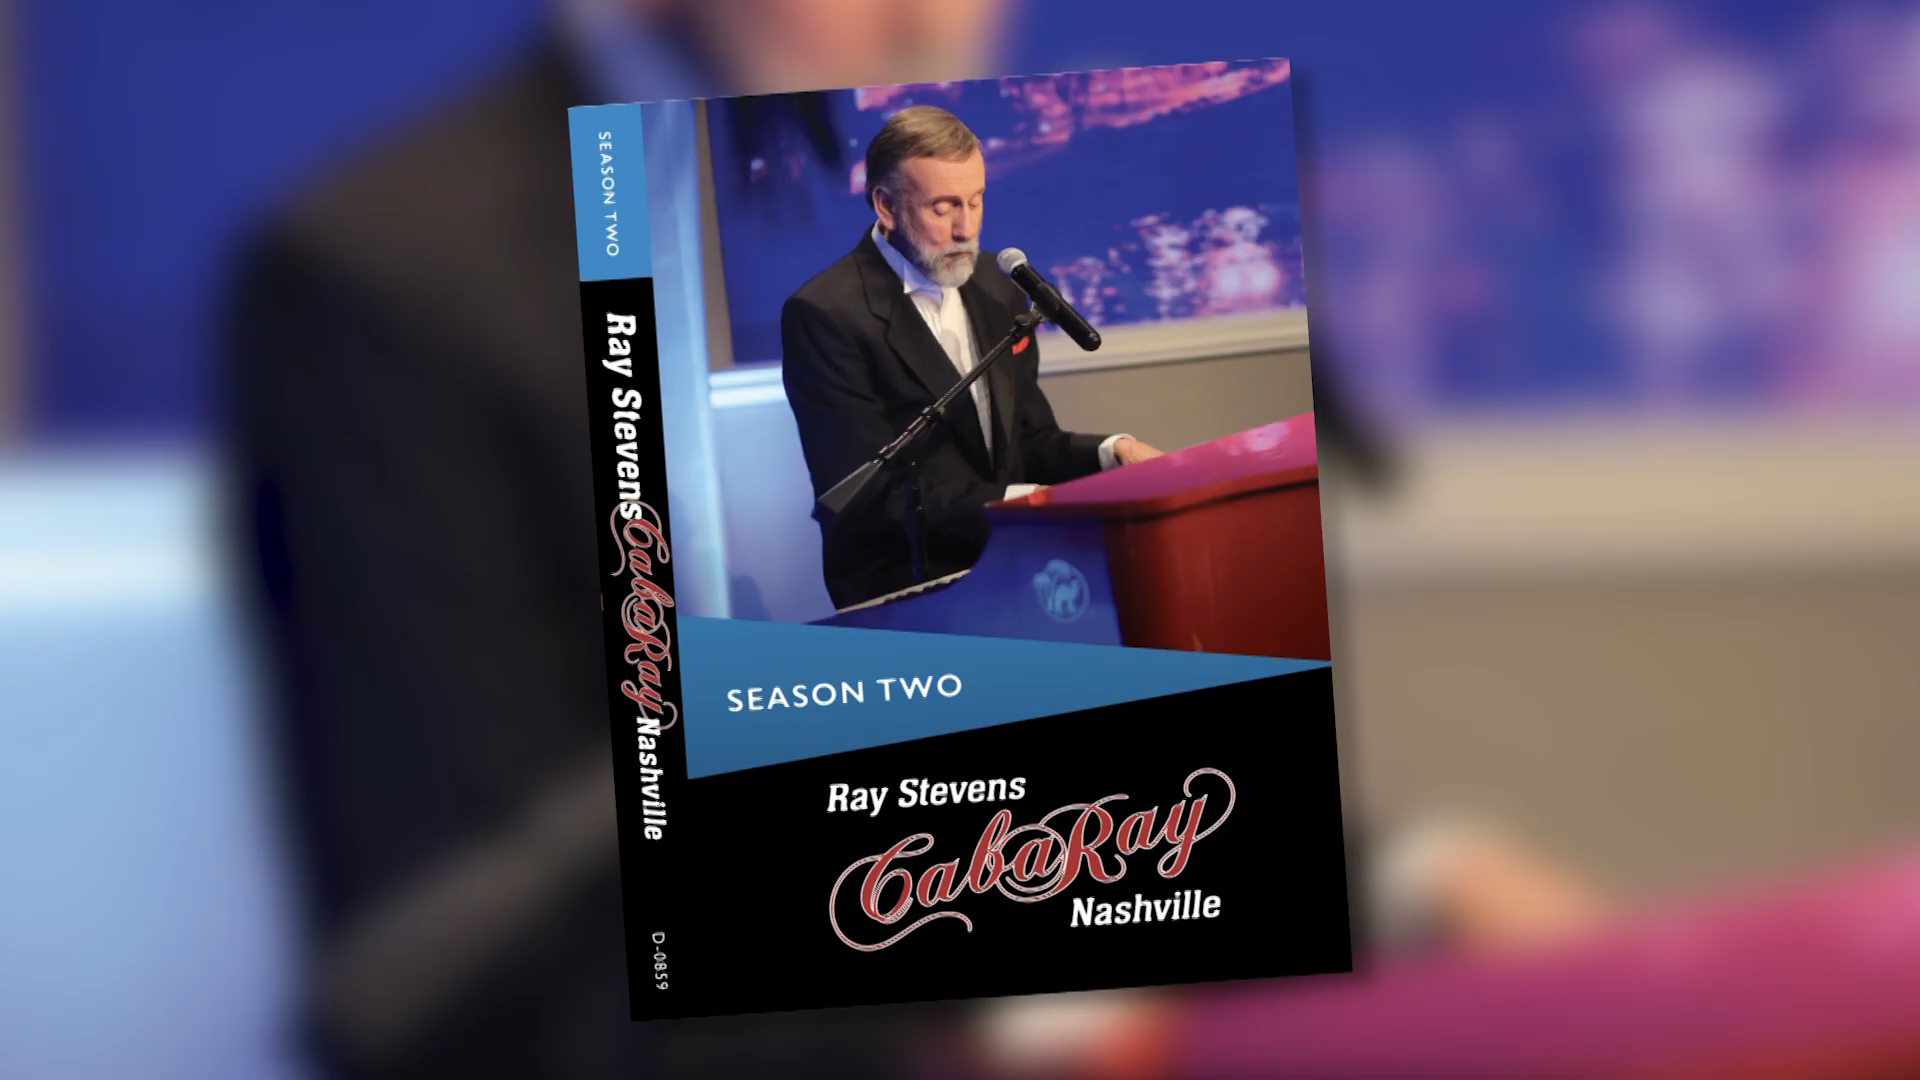 SEASON TWO
Ray Stevens
CabaRay
Nashville
D-0859
SEASON TWO
Ray Stevens
CabaRay
Nashville